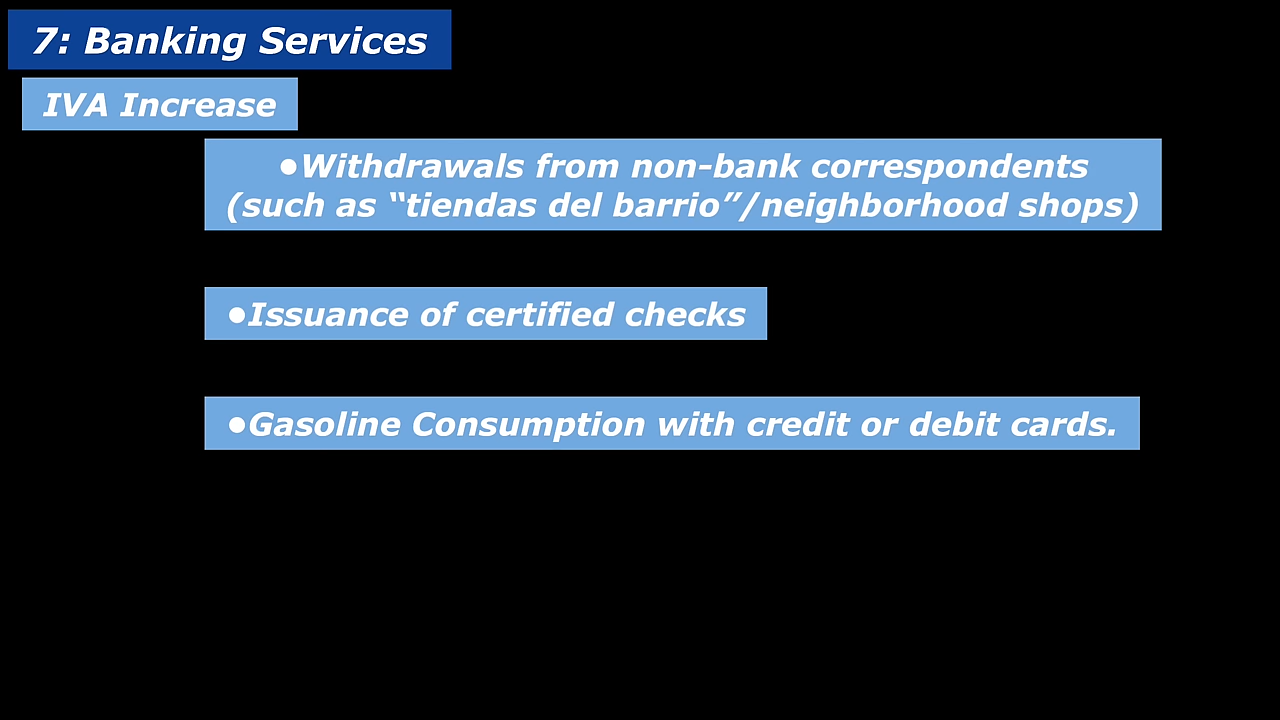 7: Banking Services
IVA Increase
●Withdrawals from non-bank correspondents
(such as “tiendas del barrio”/neighborhood shops)
●Issuance of certified checks
●Gasoline Consumption with credit or debit cards.